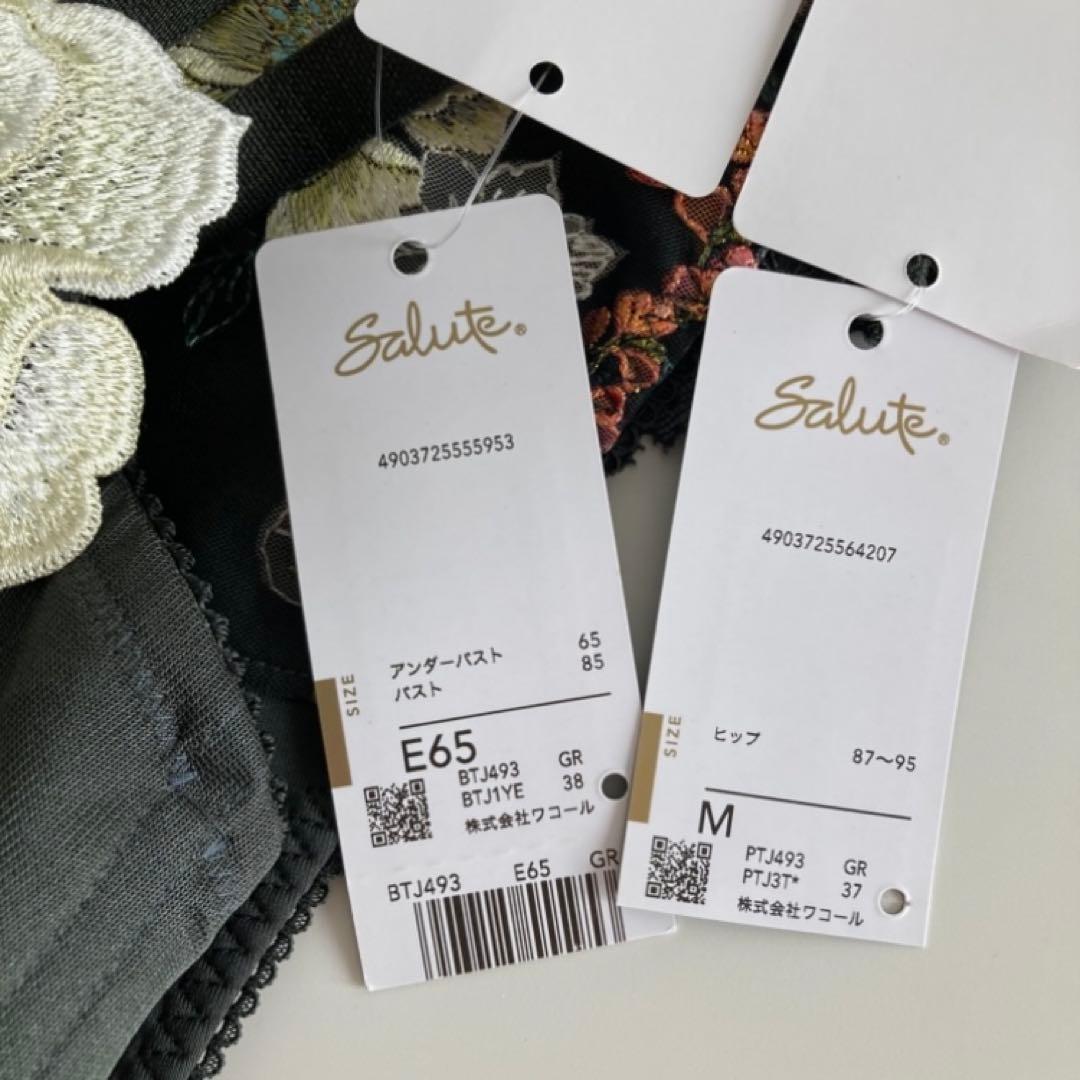 Salute®
4903725555953
アンダーバスト 65
バスト 85
SIZE
E65
BTJ493 GR
BTJ1YE 38
株式会社ワコール
BTJ493 E65 GR
Salute®
4903725564207
SIZE
ヒップ 87～95
M
PTJ493 GR
PTJ3T* 37
株式会社ワコール